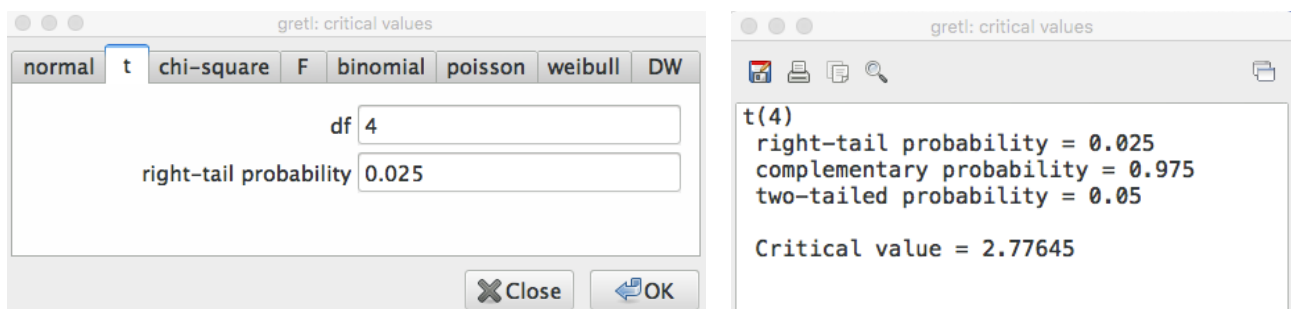 gretl: critical values
normal t chi-square F binomial poisson weibull DW
df 4
right-tail probability 0.025
Close OK
gretl: critical values
t(4)
right-tail probability = 0.025
complementary probability = 0.975
two-tailed probability = 0.05
Critical value = 2.77645